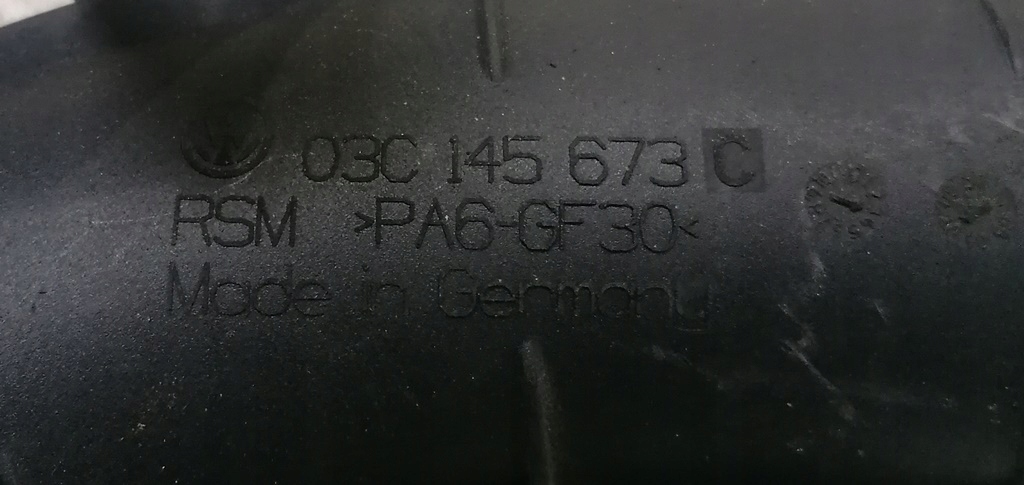 03C 145 673 C
RSM >PA6-GF30<
Made in Germany